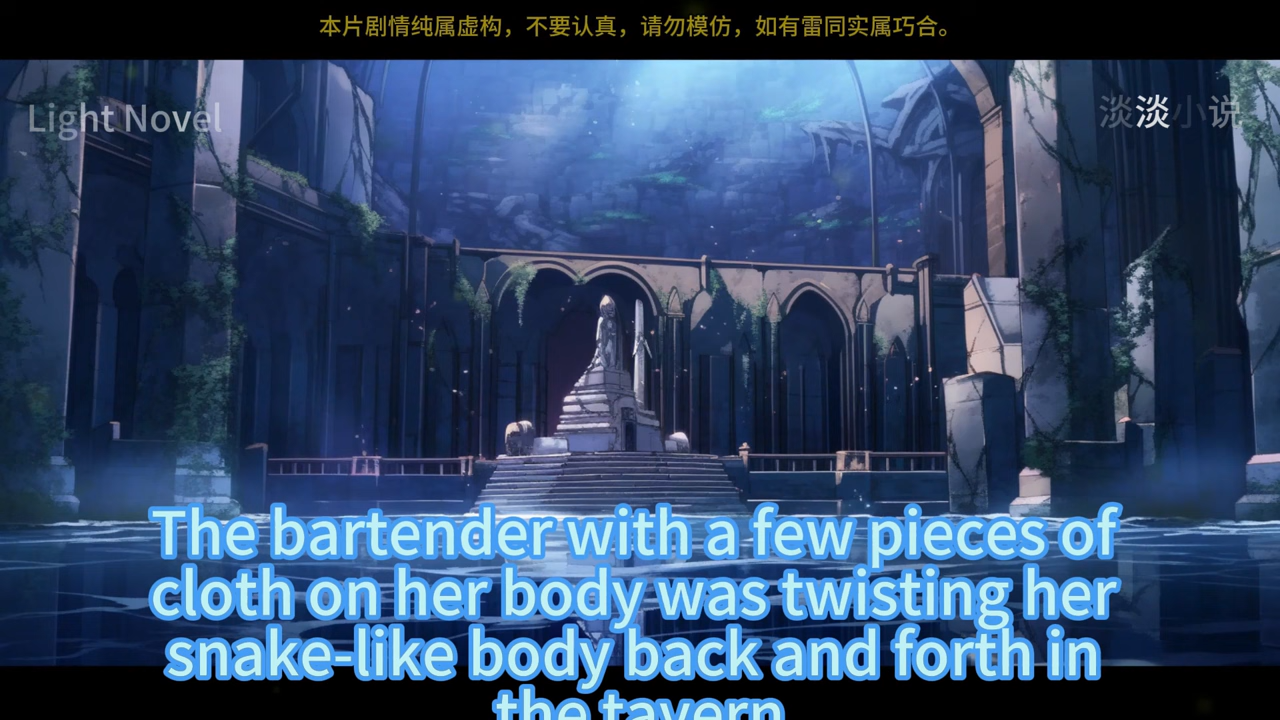 本片剧情纯属虚构，不要认真，请勿模仿，如有雷同实属巧合。
Light Novel
淡淡小说
The bartender with a few pieces of
cloth on her body was twisting her
snake-like body back and forth in
the tavern